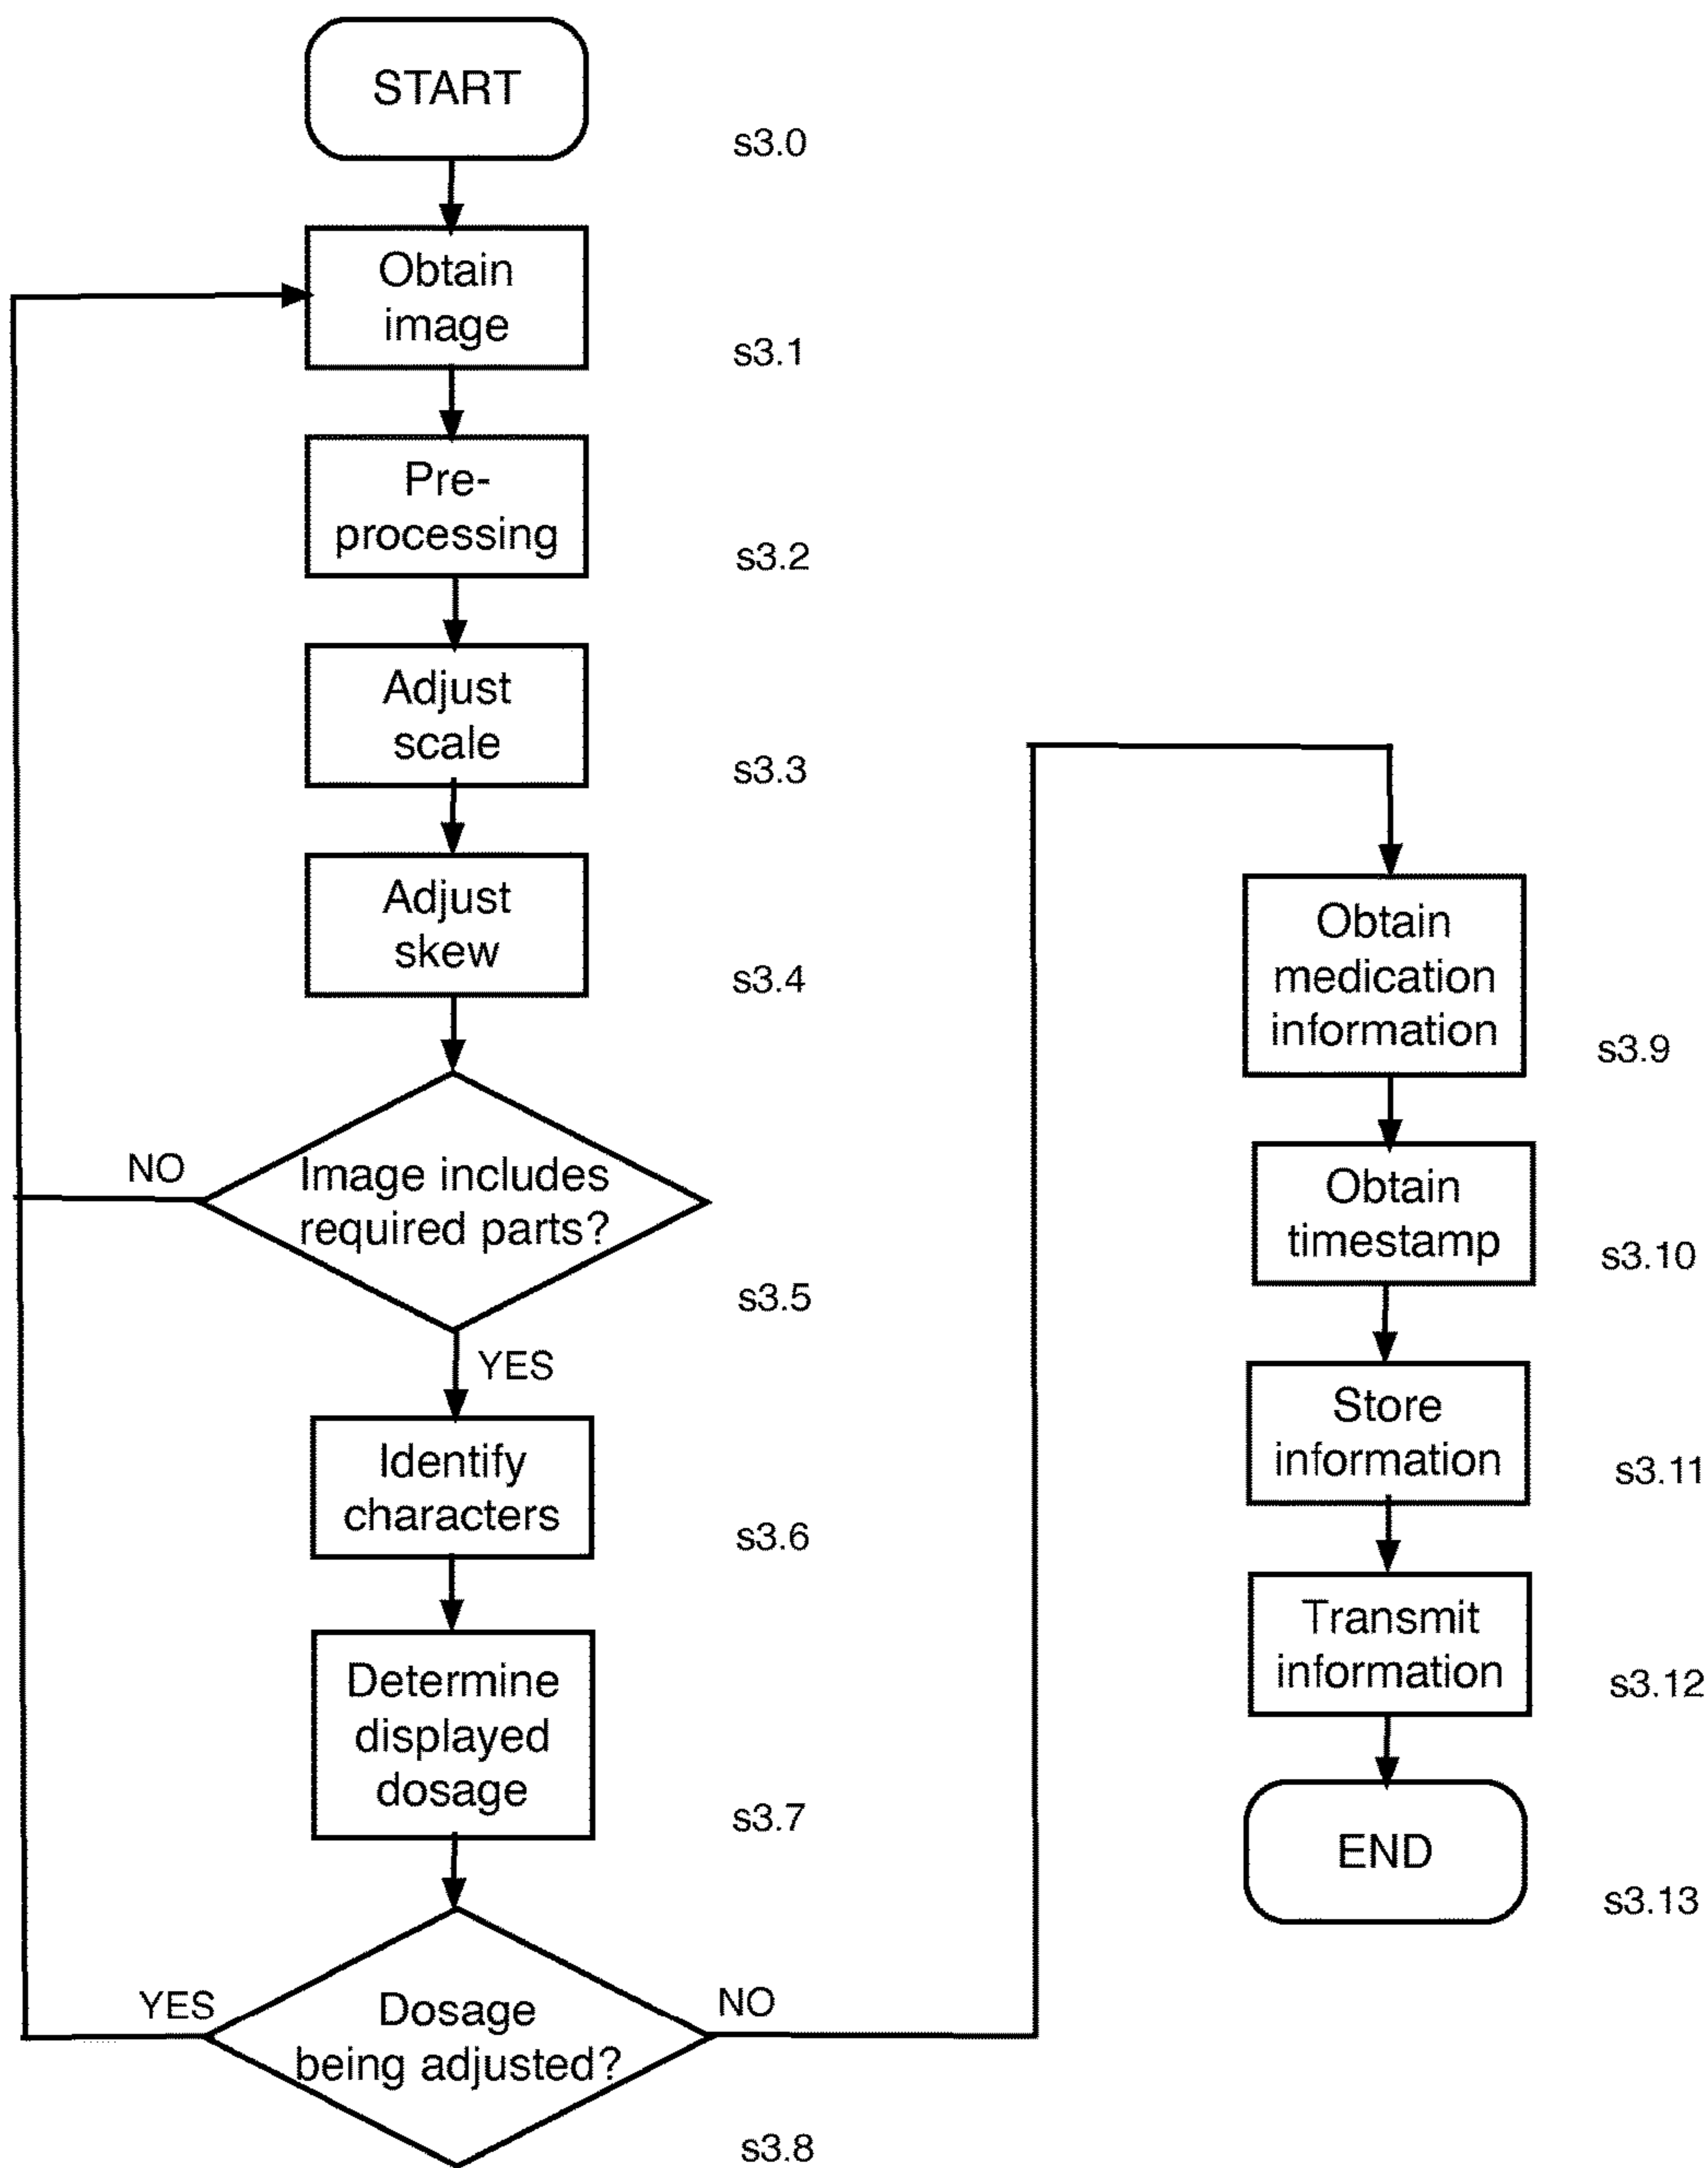 START
s3.0
Obtain
image
s3.1
Pre-
processing
s3.2
Adjust
scale
s3.3
Adjust
skew
s3.4
NO
Image includes
required parts?
s3.5
YES
Identify
characters
s3.6
Determine
displayed
dosage
s3.7
YES
Dosage
being adjusted?
NO
s3.8
Obtain
medication
information
s3.9
Obtain
timestamp
s3.10
Store
information
s3.11
Transmit
information
s3.12
END
s3.13